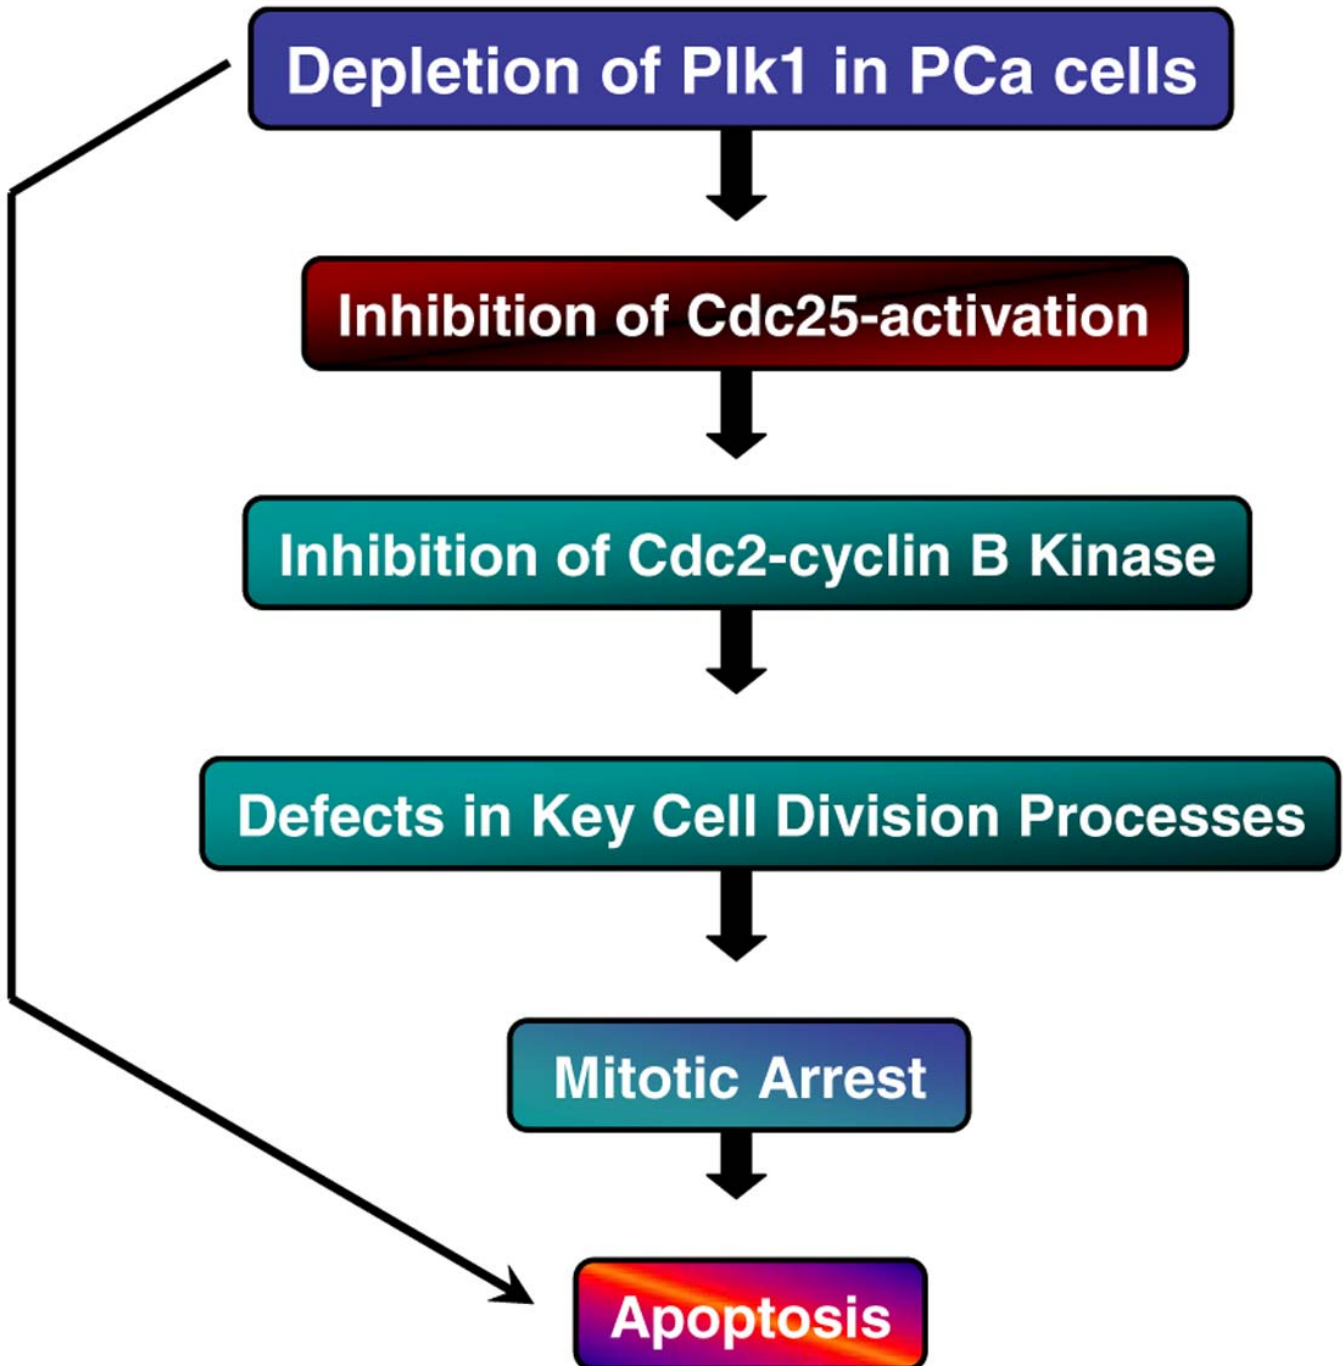 Depletion of Plk1 in PCa cells
Inhibition of Cdc25-activation
Inhibition of Cdc2-cyclin B Kinase
Defects in Key Cell Division Processes
Mitotic Arrest
Apoptosis